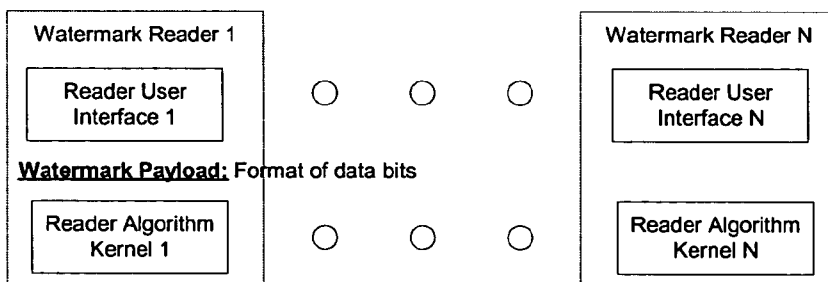 Watermark Reader 1
Watermark Reader N
Reader User
Interface 1
Reader User
Interface N
Watermark Payload: Format of data bits
Reader Algorithm
Kernel 1
Reader Algorithm
Kernel N